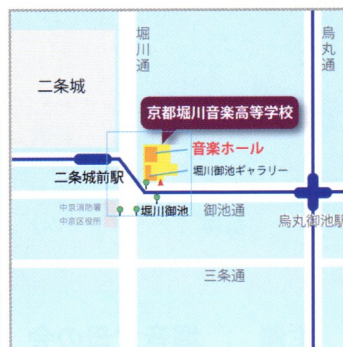 堀川通
烏丸通
二条城
京都堀川音楽高等学校
音楽ホール
堀川御池ギャラリー
二条城前駅
中京消防署
中京区役所
堀川御池
御池通
烏丸御池駅
三条通